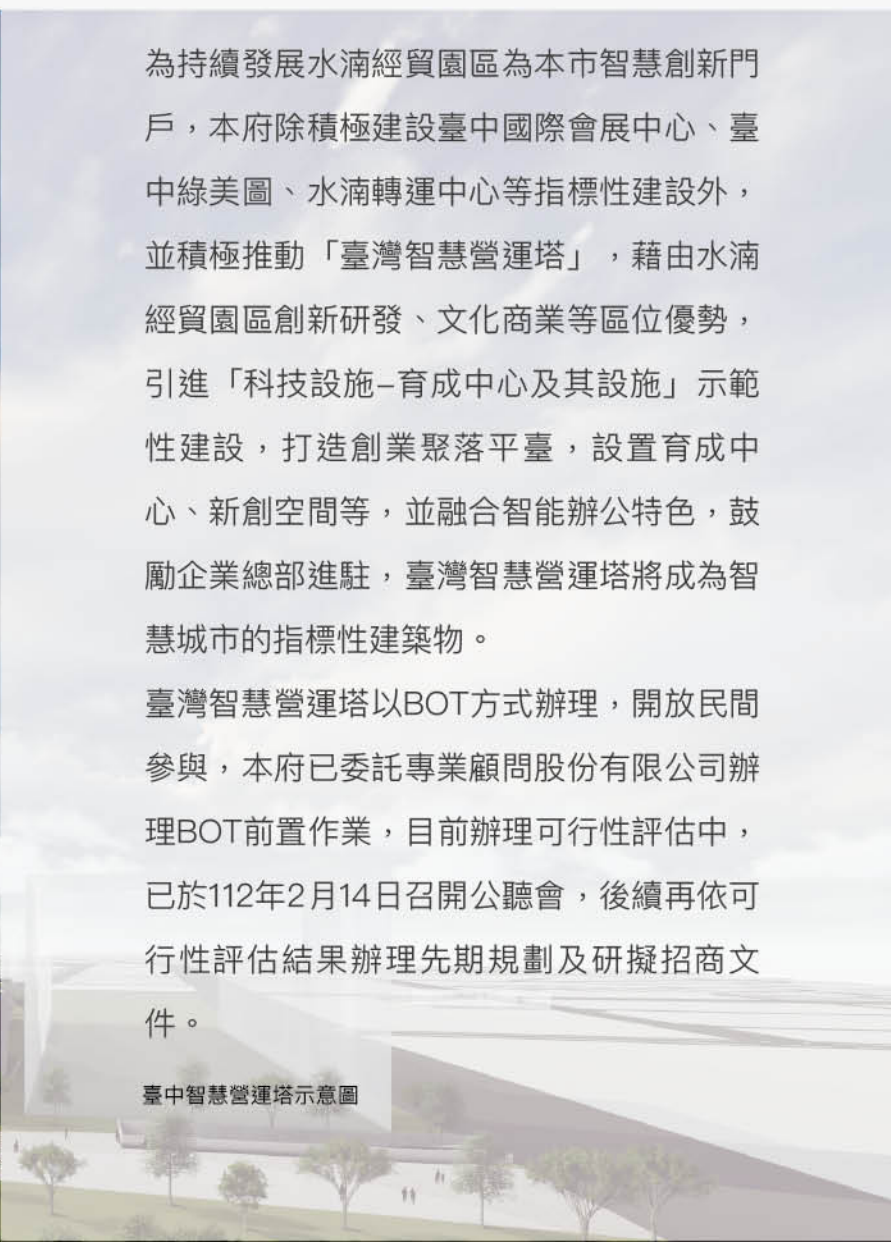 為持續發展水湳經貿園區為本市智慧創新門
戶，本府除積極建設臺中國際會展中心、臺
中綠美圖、水湳轉運中心等指標性建設外，
並積極推動「臺灣智慧營運塔」，藉由水湳
經貿園區創新研發、文化商業等區位優勢，
引進「科技設施–育成中心及其設施」示範
性建設，打造創業聚落平臺，設置育成中
心、新創空間等，並融合智能辦公特色，鼓
勵企業總部進駐，臺灣智慧營運塔將成為智
慧城市的指標性建築物。
臺灣智慧營運塔以BOT方式辦理，開放民間
參與，本府已委託專業顧問股份有限公司辦
理BOT前置作業，目前辦理可行性評估中，
已於112年2月14日召開公聽會，後續再依可
行性評估結果辦理先期規劃及研擬招商文
件。
臺中智慧營運塔示意圖